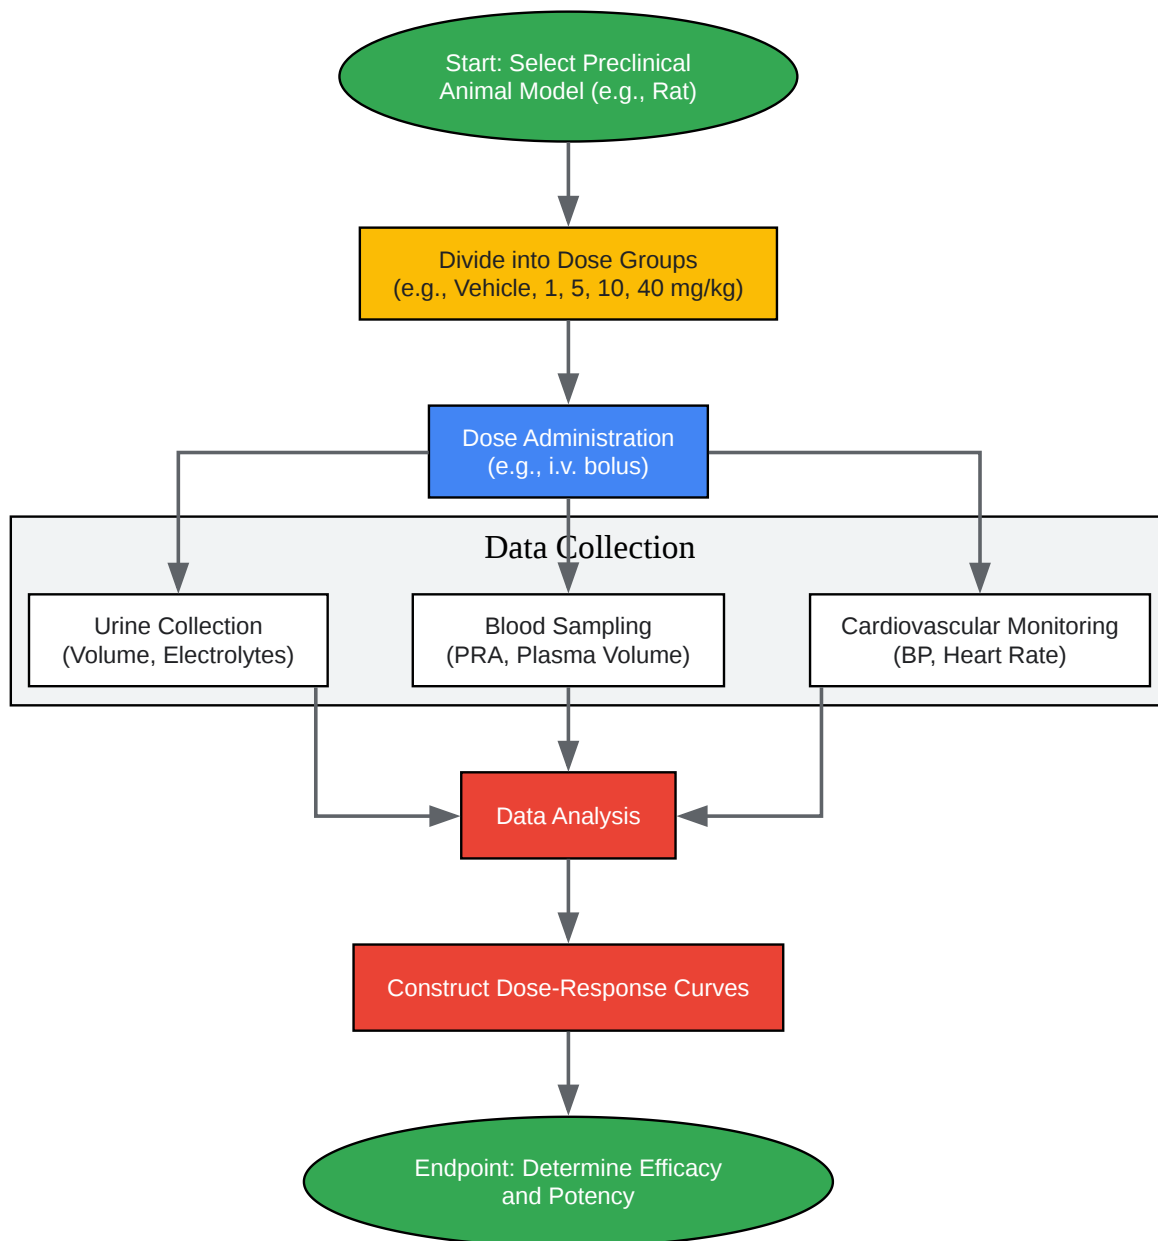 Start: Select Preclinical
Animal Model (e.g., Rat)
Divide into Dose Groups
(e.g., Vehicle, 1, 5, 10, 40 mg/kg)
Dose Administration
(e.g., i.v. bolus)
Data Collection
Urine Collection
(Volume, Electrolytes)
Blood Sampling
(PRA, Plasma Volume)
Cardiovascular Monitoring
(BP, Heart Rate)
Data Analysis
Construct Dose-Response Curves
Endpoint: Determine Efficacy
and Potency